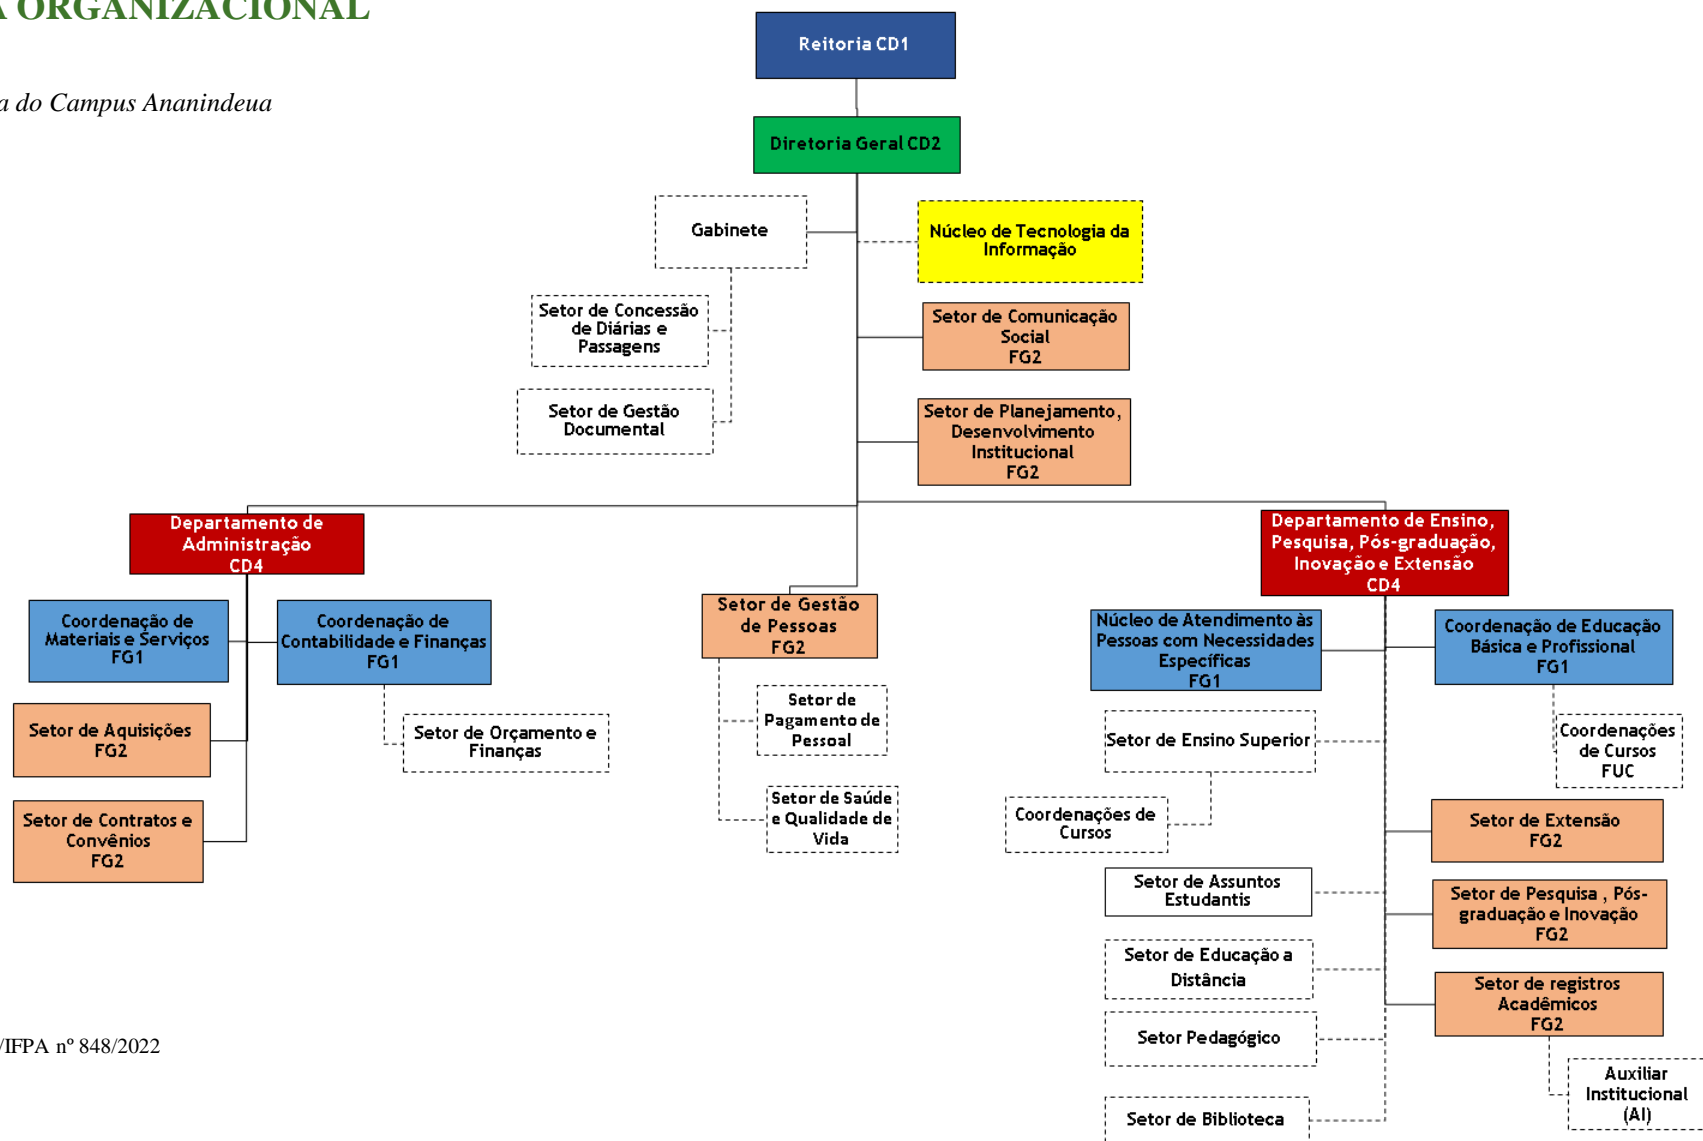 A ORGANIZACIONAL
a do Campus Ananindeua
Reitoria CD1
Diretoria Geral CD2
Gabinete
Núcleo de Tecnologia da
Informação
Setor de Concessão
de Diárias e
Passagens
Setor de Comunicação
Social
FG2
Setor de Gestão
Documental
Setor de Planejamento,
Desenvolvimento
Institucional
FG2
Departamento de
Administração
CD4
Departamento de Ensino,
Pesquisa, Pós-graduação,
Inovação e Extensão
CD4
Coordenação de
Materiais e Serviços
FG1
Coordenação de
Contabilidade e Finanças
FG1
Setor de Aquisições
FG2
Setor de Orçamento e
Finanças
Setor de Contratos e
Convênios
FG2
Setor de Gestão
de Pessoas
FG2
Setor de
Pagamento de
Pessoal
Setor de Saúde
e Qualidade de
Vida
Núcleo de Atendimento às
Pessoas com Necessidades
Específicas
FG1
Coordenação de Educação
Básica e Profissional
FG1
Setor de Ensino Superior
Coordenações
de Cursos
FUC
Coordenações de
Cursos
Setor de Extensão
FG2
Setor de Assuntos
Estudantis
Setor de Pesquisa , Pós-
graduação e Inovação
FG2
Setor de Educação a
Distância
Setor de registros
Acadêmicos
FG2
Setor Pedagógico
Auxiliar
Institucional
(AI)
Setor de Biblioteca
/IFPA nº 848/2022